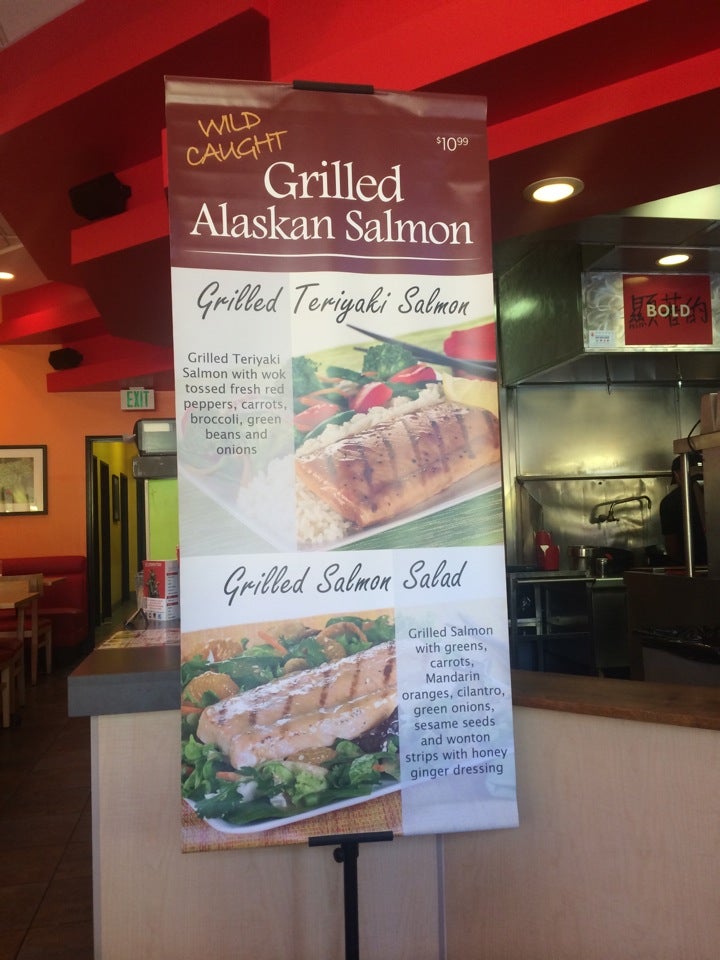 WILD
CAUGHT
$10.99
Grilled
Alaskan Salmon
Grilled Teriyaki Salmon
Grilled Teriyaki
Salmon with wok
tossed fresh red
peppers, carrots,
broccoli, green
beans and
onions
Grilled Salmon Salad
Grilled Salmon
with greens,
carrots,
Mandarin
oranges, cilantro,
green onions,
sesame seeds
and wonton
strips with honey
ginger dressing
EXIT
BOLD